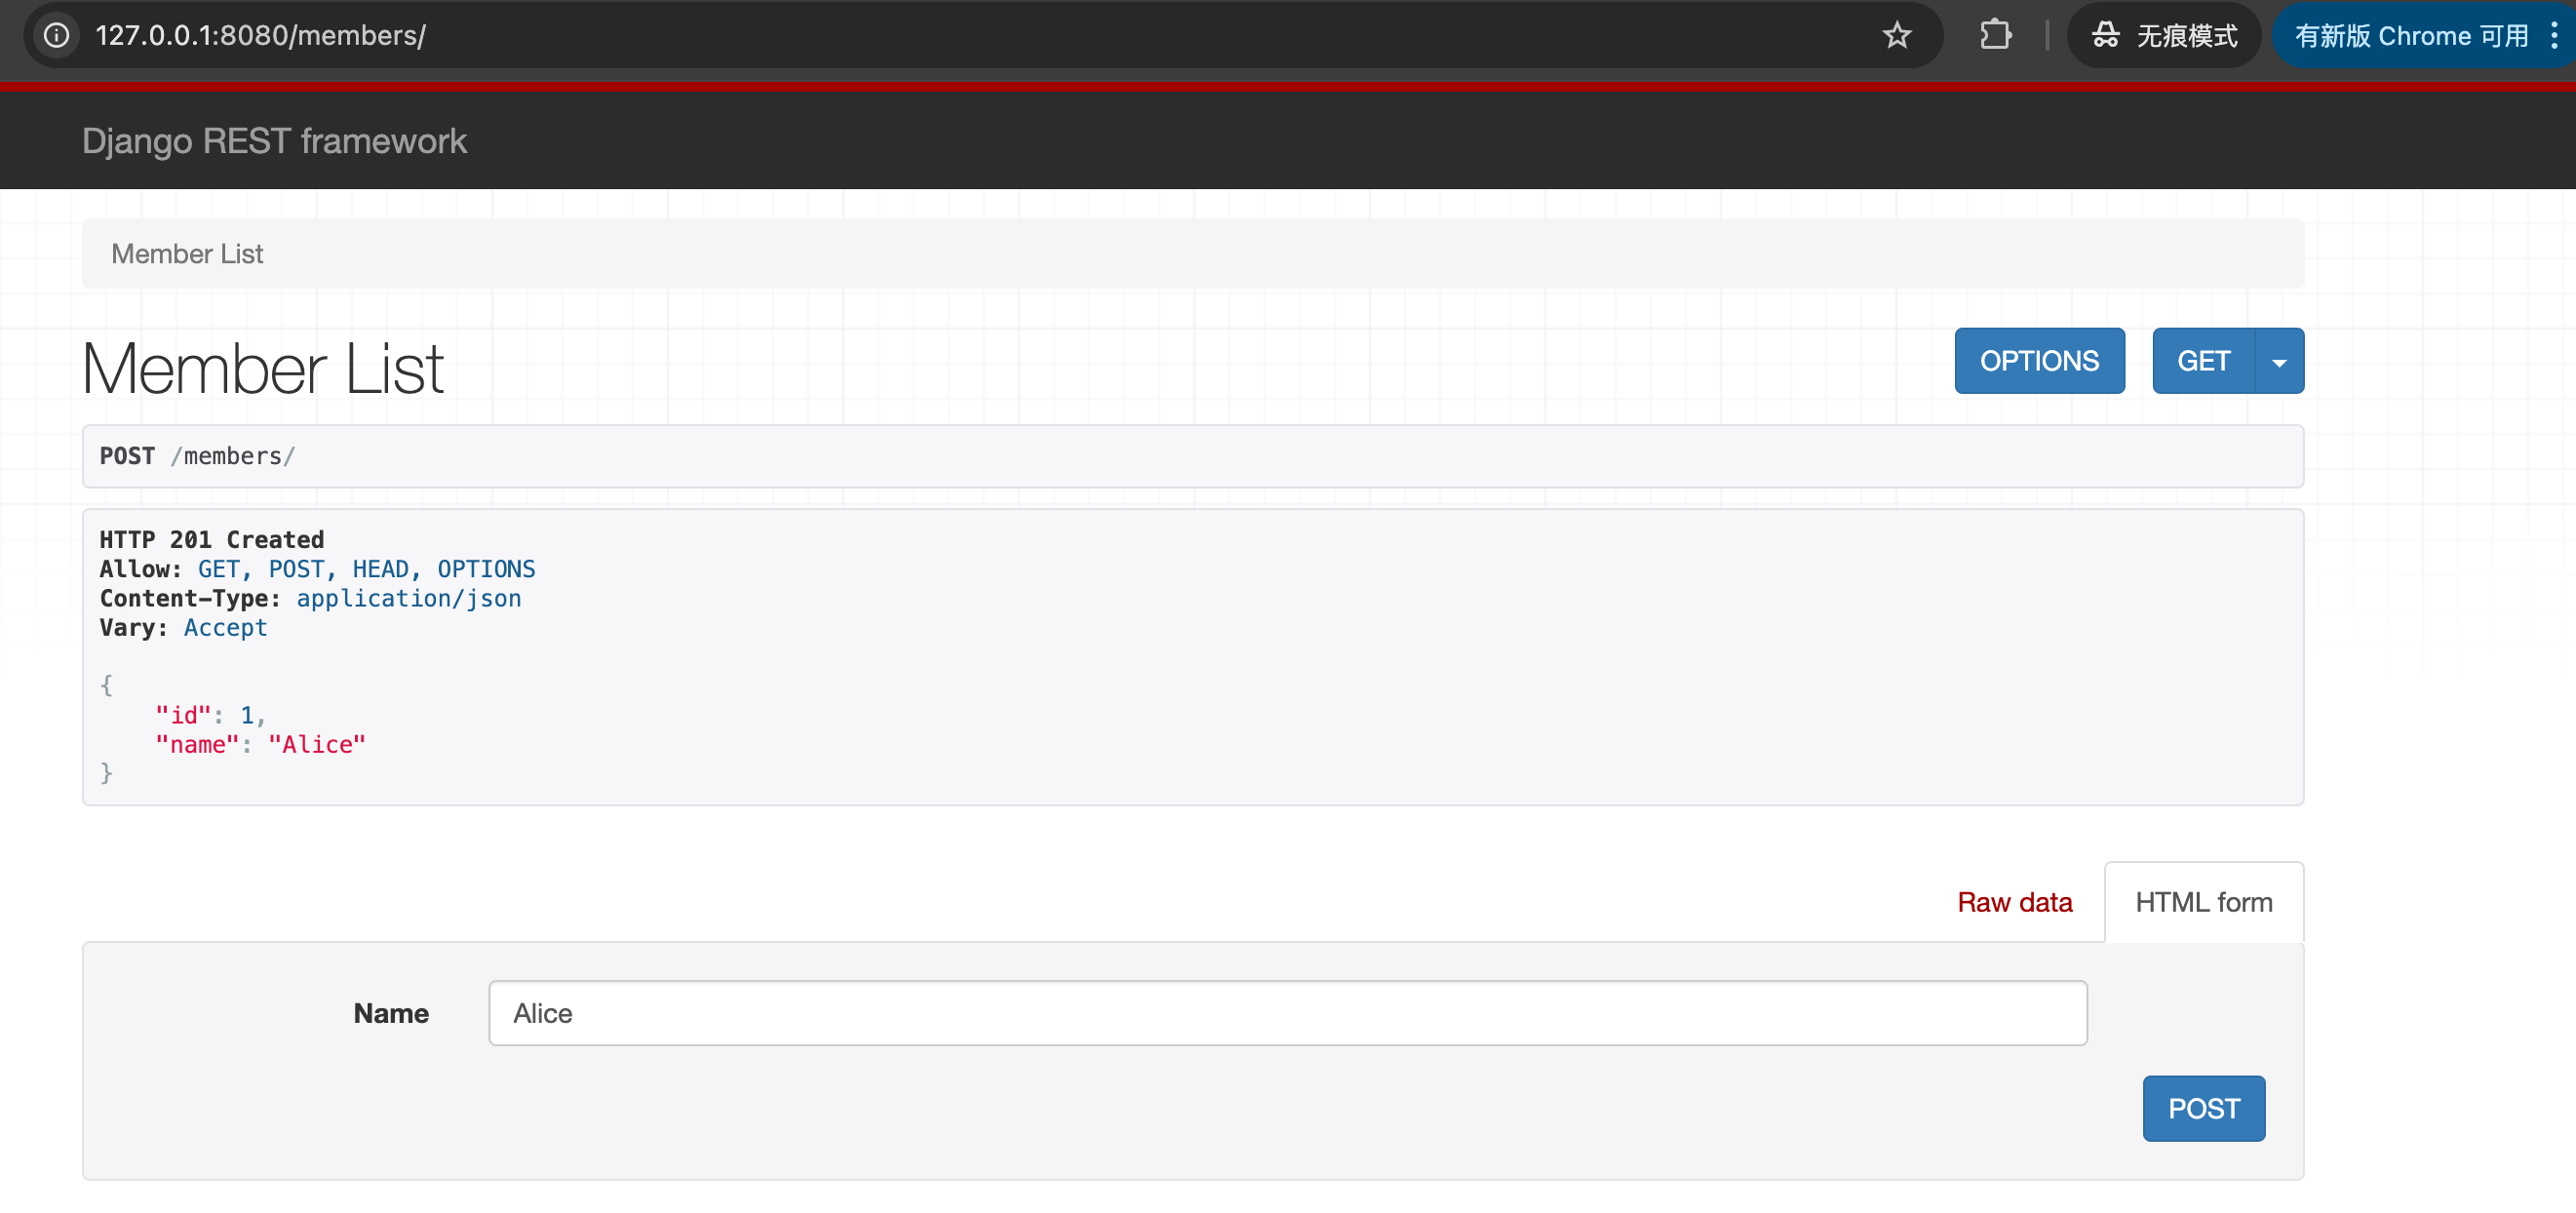 127.0.0.1:8080/members/
无痕模式
有新版 Chrome 可用
Django REST framework
Member List
Member List
OPTIONS
GET
POST /members/
HTTP 201 Created
Allow: GET, POST, HEAD, OPTIONS
Content-Type: application/json
Vary: Accept
{
    "id": 1,
    "name": "Alice"
}
Raw data
HTML form
Name
Alice
POST